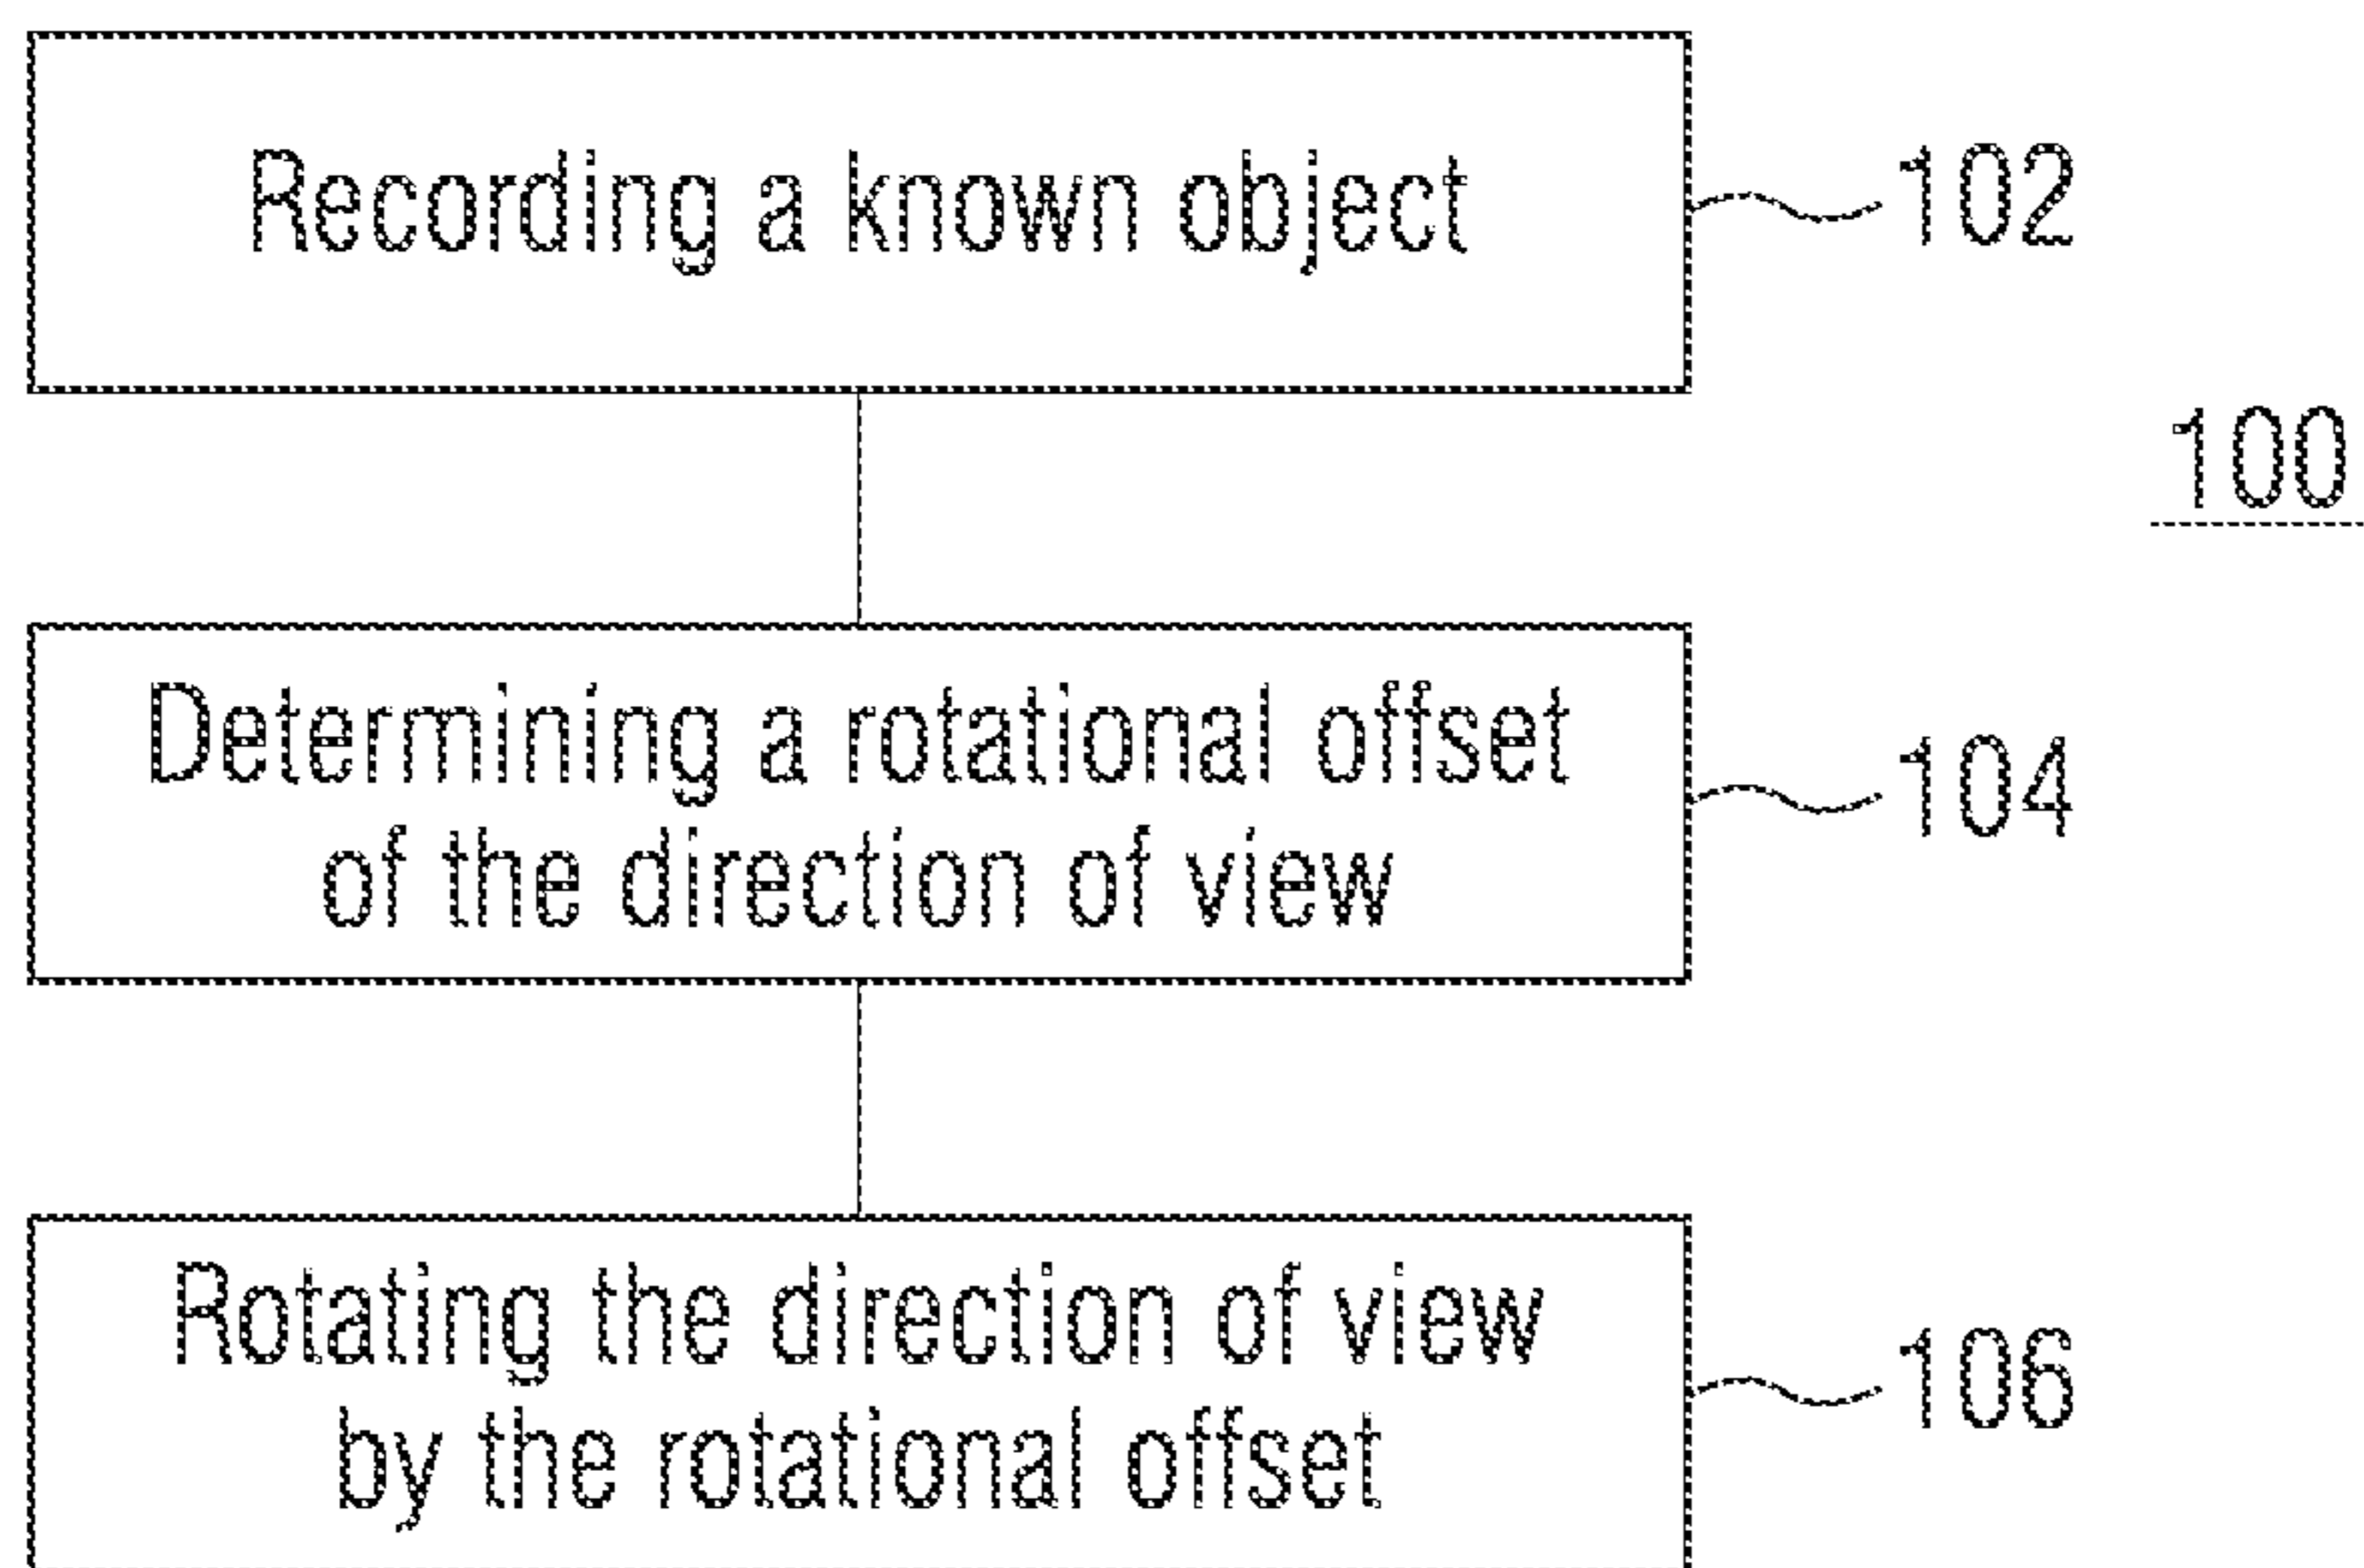 Recording a known object
102
100
Determining a rotational offset
of the direction of view
104
Rotating the direction of view
by the rotational offset
106